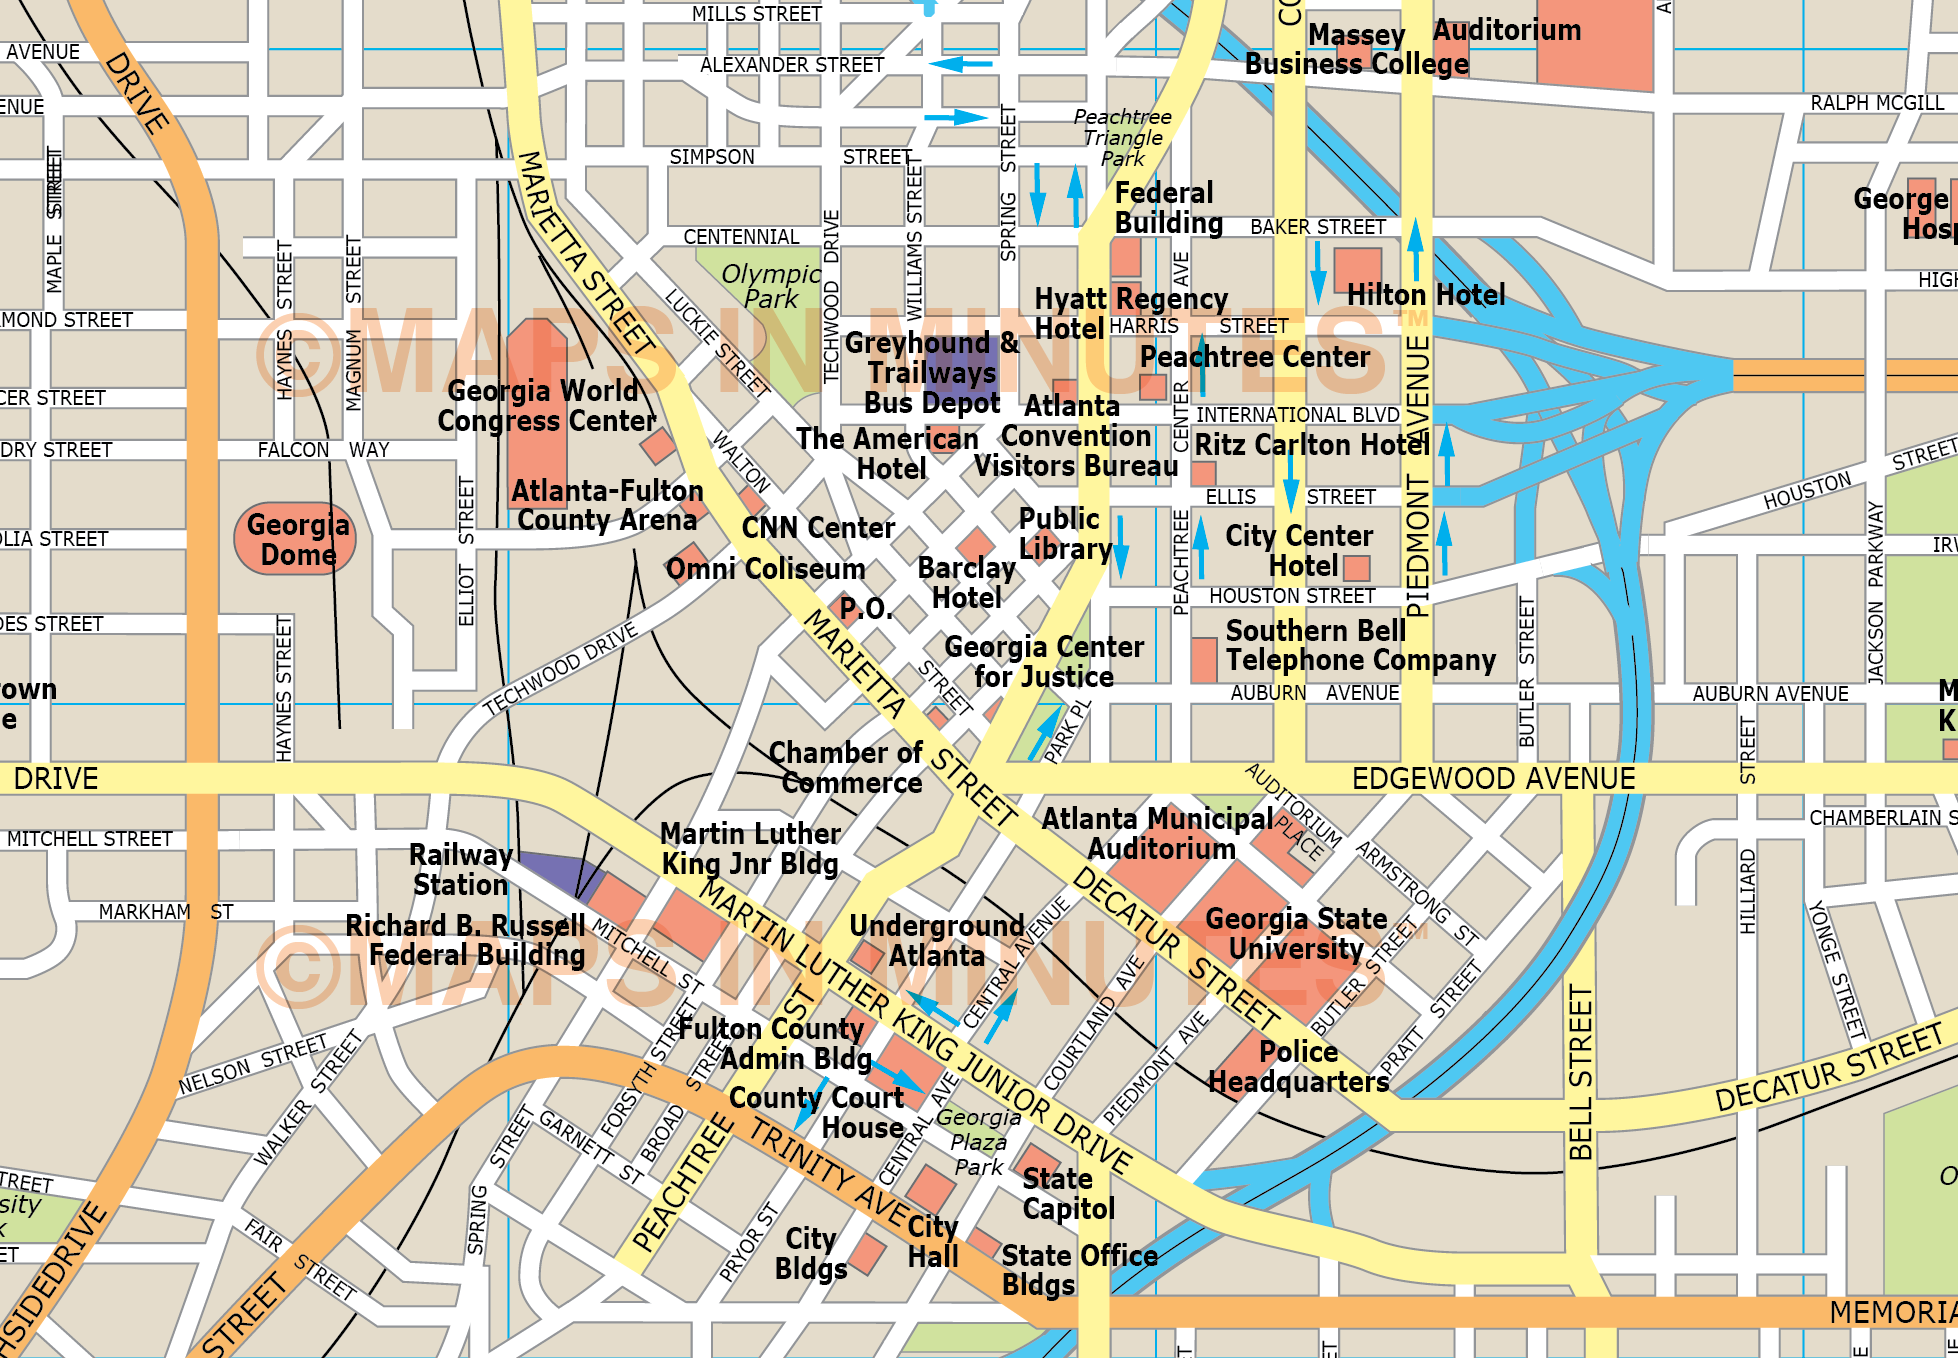 MILLS STREET
CO
Massey
Business College
Auditorium
AVENUE
DRIVE
ALEXANDER STREET
ENUE
RALPH MCGILL
Peachtree
Triangle
Park
SIMPSON STREET
MAPLE STREET
MARIETTA STREET
SPRING STREET
WILLIAMS STREET
TECHWOOD DRIVE
Federal
Building
BAKER STREET
George
Hosp
CENTENNIAL
Olympic
Park
HAYNES STREET
MAGNUM STREET
LUCKIE STREET
AVE
HIGH
Hilton Hotel
Hyatt Regency
Hotel
HARRIS STREET
MOND STREET
©MAPS IN MINUTES™
Greyhound &
Trailways
Bus Depot
Peachtree Center
PIEDMONT AVENUE
Georgia World
Congress Center
CER STREET
Atlanta
Convention
Visitors Bureau
INTERNATIONAL BLVD
CENTER
The American
Hotel
Ritz Carlton Hotel
DRY STREET
FALCON WAY
WALTON
HOUSTON STREET
Atlanta-Fulton
County Arena
ELLIS STREET
Georgia
Dome
ELLIOT STREET
CNN Center
Public
Library
City Center
Hotel
PEACHTREE
JACKSON PARKWAY
OLIA STREET
IRW
Omni Coliseum
Barclay
Hotel
P.O.
HOUSTON STREET
DES STREET
HAYNES STREET
TECHWOOD DRIVE
MARIETTA STREET
STREET
Georgia Center
for Justice
Southern Bell
Telephone Company
BUTLER STREET
rown
e
AUBURN AVENUE
AUBURN AVENUE
M
K
PARK PL
Chamber of
Commerce
DRIVE
EDGEWOOD AVENUE
HILLIARD STREET
AUDITORIUM
PLACE
MITCHELL STREET
Railway
Station
Martin Luther
King Jnr Bldg
Atlanta Municipal
Auditorium
ARMSTRONG ST
CHAMBERLAIN S
MARKHAM ST
Richard B. Russell
Federal Building
MITCHELL ST
MARTIN LUTHER KING JUNIOR DRIVE
Underground
Atlanta
DECATUR STREET
Georgia State
University
©MAPS IN MINUTES™
CENTRAL AVENUE
COURTLAND AVE
BUTLER STREET
PRATT STREET
YONGE STREET
BELL STREET
NELSON STREET
WALKER STREET
Fulton County
Admin Bldg
FORSYTH STREET
BROAD STREET
PEACHTREE ST
PIEDMONT AVE
Police
Headquarters
DECATUR STREET
County Court
House
CENTRAL AVE
Georgia
Plaza
Park
GARNETT ST
SPRING STREET
TRINITY AVE
TREET
sity
k
ET
State
Capitol
City
Hall
City
Bldgs
PRYOR ST
State Office
Bldgs
FAIR STREET
HSIDEDRIVE
STREET
MEMORIA
O
ET
ET
E